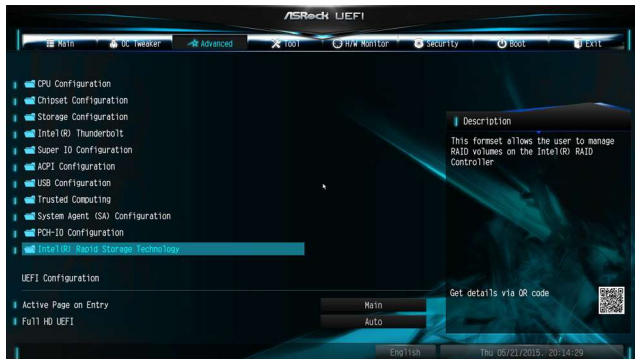 ASRock UEFI
Main
OC Tweaker
Advanced
Tool
H/W Monitor
Security
Boot
Exit
CPU Configuration
Chipset Configuration
Storage Configuration
Intel(R) Thunderbolt
Super IO Configuration
ACPI Configuration
USB Configuration
Trusted Computing
System Agent (SA) Configuration
PCH-IO Configuration
Intel(R) Rapid Storage Technology
UEFI Configuration
Active Page on Entry
Main
Full HD UEFI
Auto
Description
This formset allows the user to manage
RAID volumes on the Intel(R) RAID
Controller
Get details via QR code
English
Thu 05/21/2015. 20:14:29